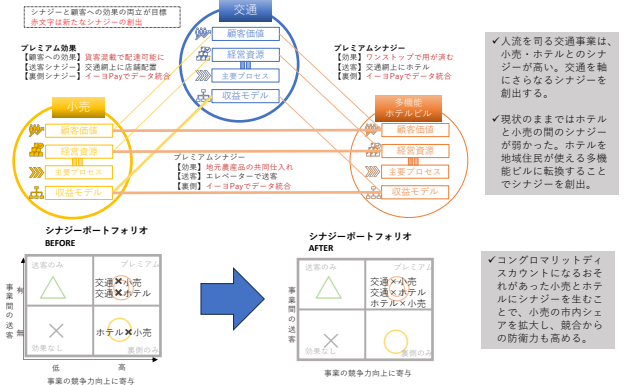 シナジーと顧客への効果の両立が目標
赤文字は新たなシナジーの創出
交通
顧客価値
経営資源
主要プロセス
収益モデル
プレミアム効果
【顧客への効果】貨客混載で配達可能に
【送客シナジー】交通網上に店舗配置
【裏側シナジー】イーヨPayでデータ統合
プレミアムシナジー
【効果】ワンストップで用が済む
【送客】交通網上にホテル
【裏側】イーヨPayでデータ統合
小売
顧客価値
経営資源
主要プロセス
収益モデル
多機能
ホテルビル
顧客価値
経営資源
主要プロセス
収益モデル
プレミアムシナジー
【効果】地元農産品の共同仕入れ
【送客】エレベーターで送客
【裏側】イーヨPayでデータ統合
✓人流を司る交通事業は、
小売・ホテルとのシナ
ジーが高い。交通を軸
にさらなるシナジーを
創出する。
✓現状のままではホテル
と小売の間のシナジー
が弱かった。ホテルを
地域住民が使える多機
能ビルに転換すること
でシナジーを創出。
シナジーポートフォリオ
BEFORE
事業間の送客
有
無
送客のみ
プレミアム
交通✖小売
交通✖ホテル
ホテル✖小売
効果なし
裏側のみ
低
高
事業の競争力向上に寄与
シナジーポートフォリオ
AFTER
事業間の送客
送客のみ
プレミアム
交通×小売
交通×ホテル
ホテル×小売
効果なし
裏側のみ
事業の競争力向上に寄与
✓コングロマリットディ
スカウントになるおそ
れがあった小売とホテ
ルにシナジーを生むこ
とで、小売の市内シェ
アを拡大し、競合から
の防衛力も高める。